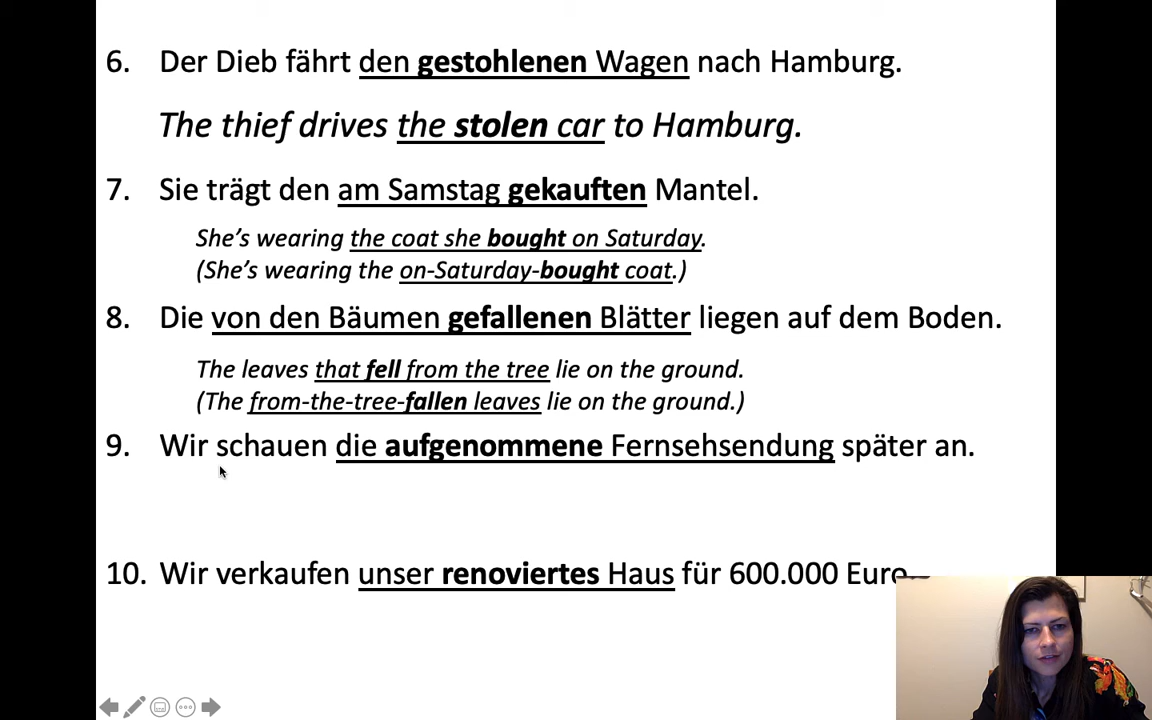 6. Der Dieb fährt den gestohlenen Wagen nach Hamburg.
The thief drives the stolen car to Hamburg.
7. Sie trägt den am Samstag gekauften Mantel.
She’s wearing the coat she bought on Saturday.
(She’s wearing the on-Saturday-bought coat.)
8. Die von den Bäumen gefallenen Blätter liegen auf dem Boden.
The leaves that fell from the tree lie on the ground.
(The from-the-tree-fallen leaves lie on the ground.)
9. Wir schauen die aufgenommene Fernsehsendung später an.
10. Wir verkaufen unser renoviertes Haus für 600.000 Euro